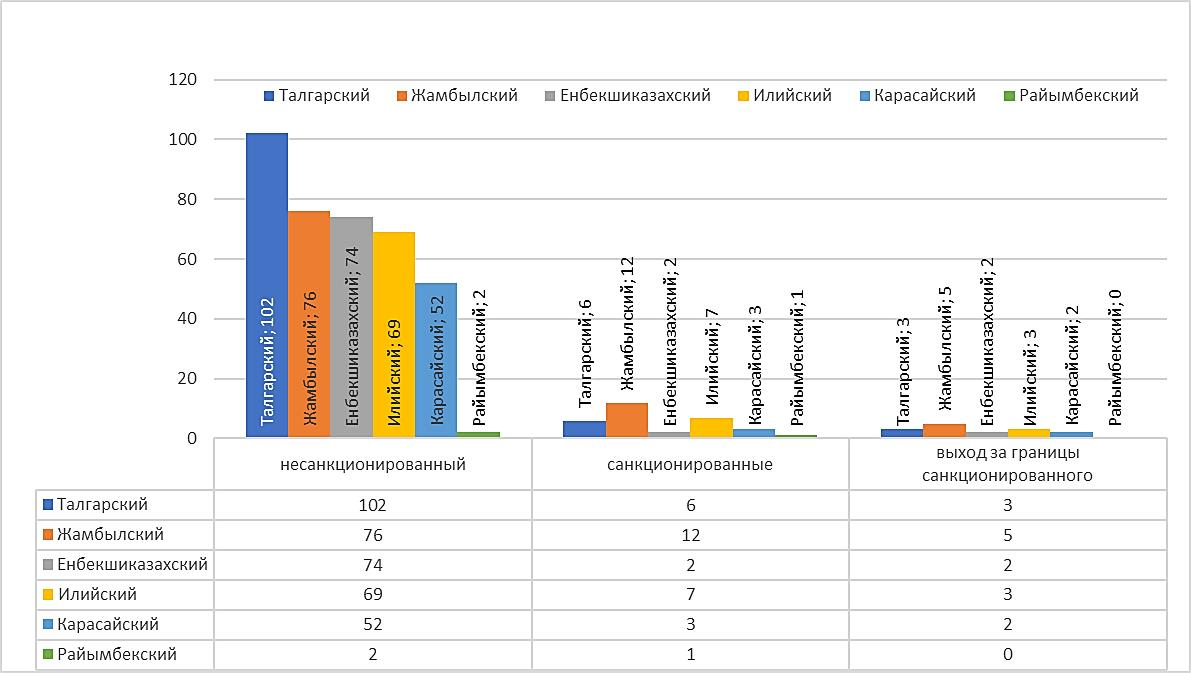 120
Талгарский Жамбылский Енбекшиказахский Илийский Карасайский Райымбекский
100
80
60
40
20
0
Талгарский; 102
Жамбылский; 76
Енбекшиказахский; 74
Илийский; 69
Карасайский; 52
Райымбекский; 2
Талгарский; 6
Жамбылский; 12
Енбекшиказахский; 2
Илийский; 7
Карасайский; 3
Райымбекский; 1
Талгарский; 3
Жамбылский; 5
Енбекшиказахский; 2
Илийский; 3
Карасайский; 2
Райымбекский; 0
несанкционированный санкционированные выход за границы
санкционированного
Талгарский 102 6 3
Жамбылский 76 12 5
Енбекшиказахский 74 2 2
Илийский 69 7 3
Карасайский 52 3 2
Райымбекский 2 1 0